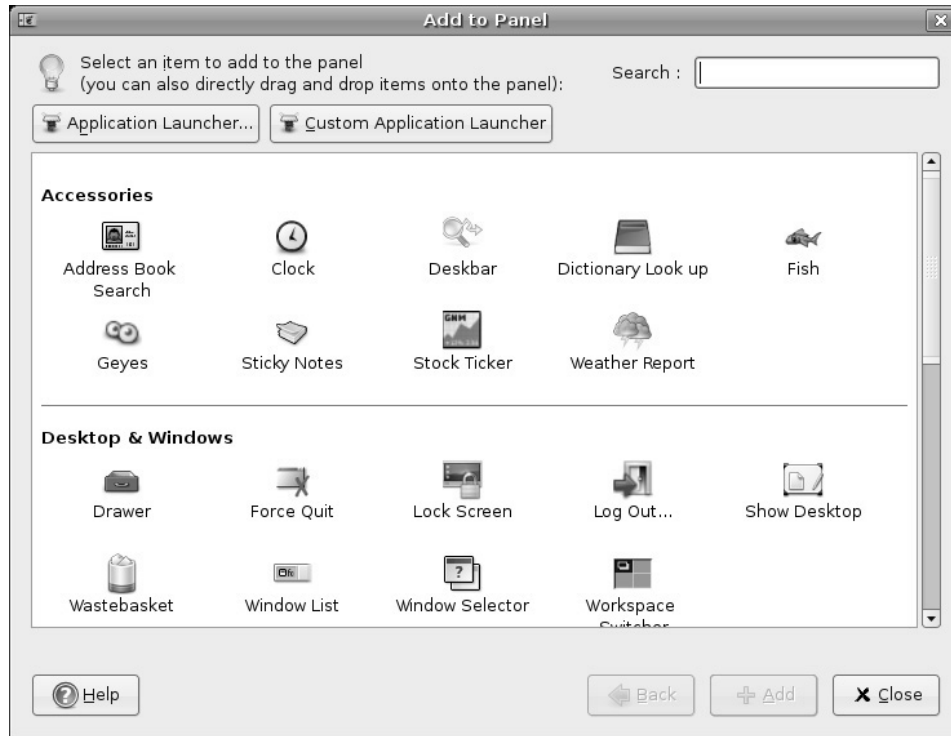 Add to Panel
Select an item to add to the panel
(you can also directly drag and drop items onto the panel):
Search :
Application Launcher...
Custom Application Launcher
Accessories
Address Book
Search
Clock
Deskbar
Dictionary Look up
Fish
Geyes
Sticky Notes
Stock Ticker
Weather Report
Desktop & Windows
Drawer
Force Quit
Lock Screen
Log Out...
Show Desktop
Wastebasket
Window List
Window Selector
Workspace
Switcher
Help
Back
Add
Close